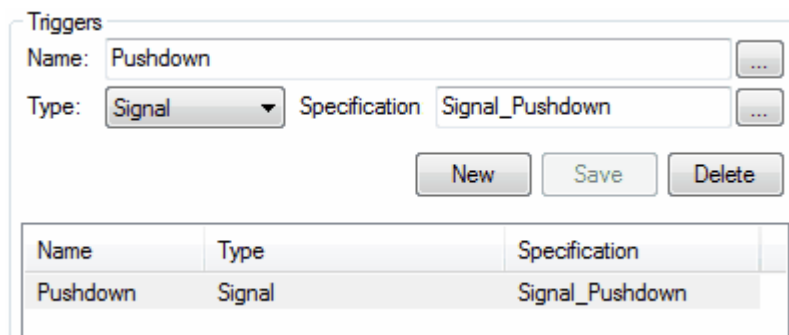 Triggers
Name: Pushdown ...
Type: Signal Specification Signal_Pushdown ...
New Save Delete
Name Type Specification
Pushdown Signal Signal_Pushdown